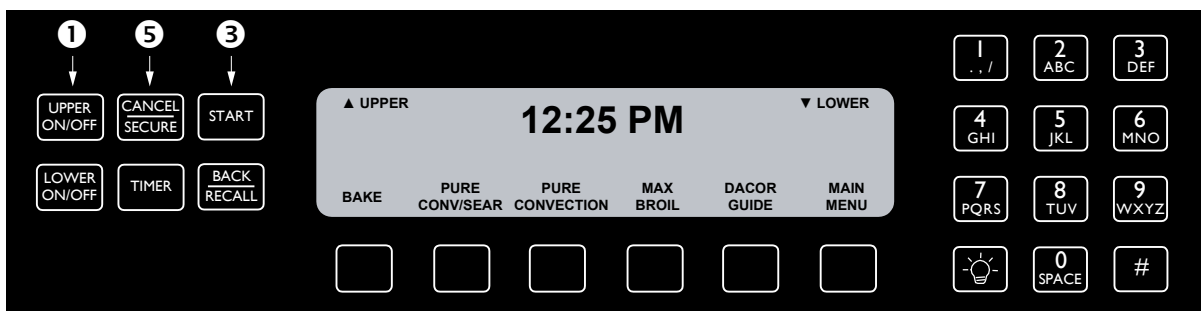 1
5
3
UPPER
ON/OFF
CANCEL
SECURE
START
LOWER
ON/OFF
TIMER
BACK
RECALL
▲ UPPER
12:25 PM
▼ LOWER
BAKE
PURE
CONV/SEAR
PURE
CONVECTION
MAX
BROIL
DACOR
GUIDE
MAIN
MENU
1
. , /
2
ABC
3
DEF
4
GHI
5
JKL
6
MNO
7
PQRS
8
TUV
9
WXYZ
0
SPACE
#